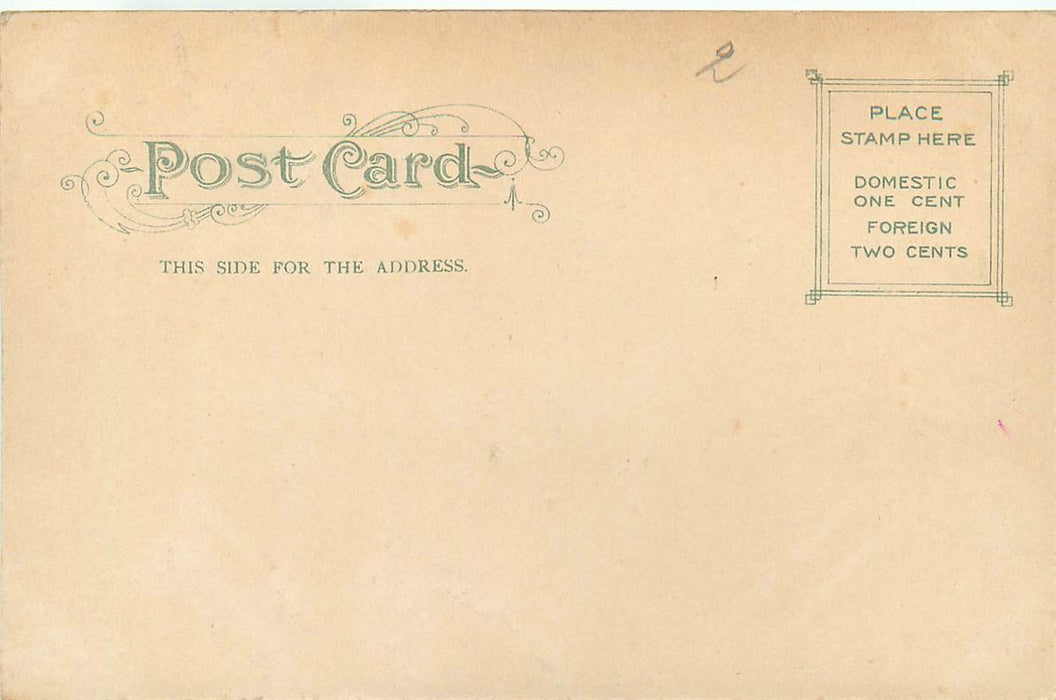 2
Post Card
THIS SIDE FOR THE ADDRESS.
PLACE
STAMP HERE
DOMESTIC
ONE CENT
FOREIGN
TWO CENTS